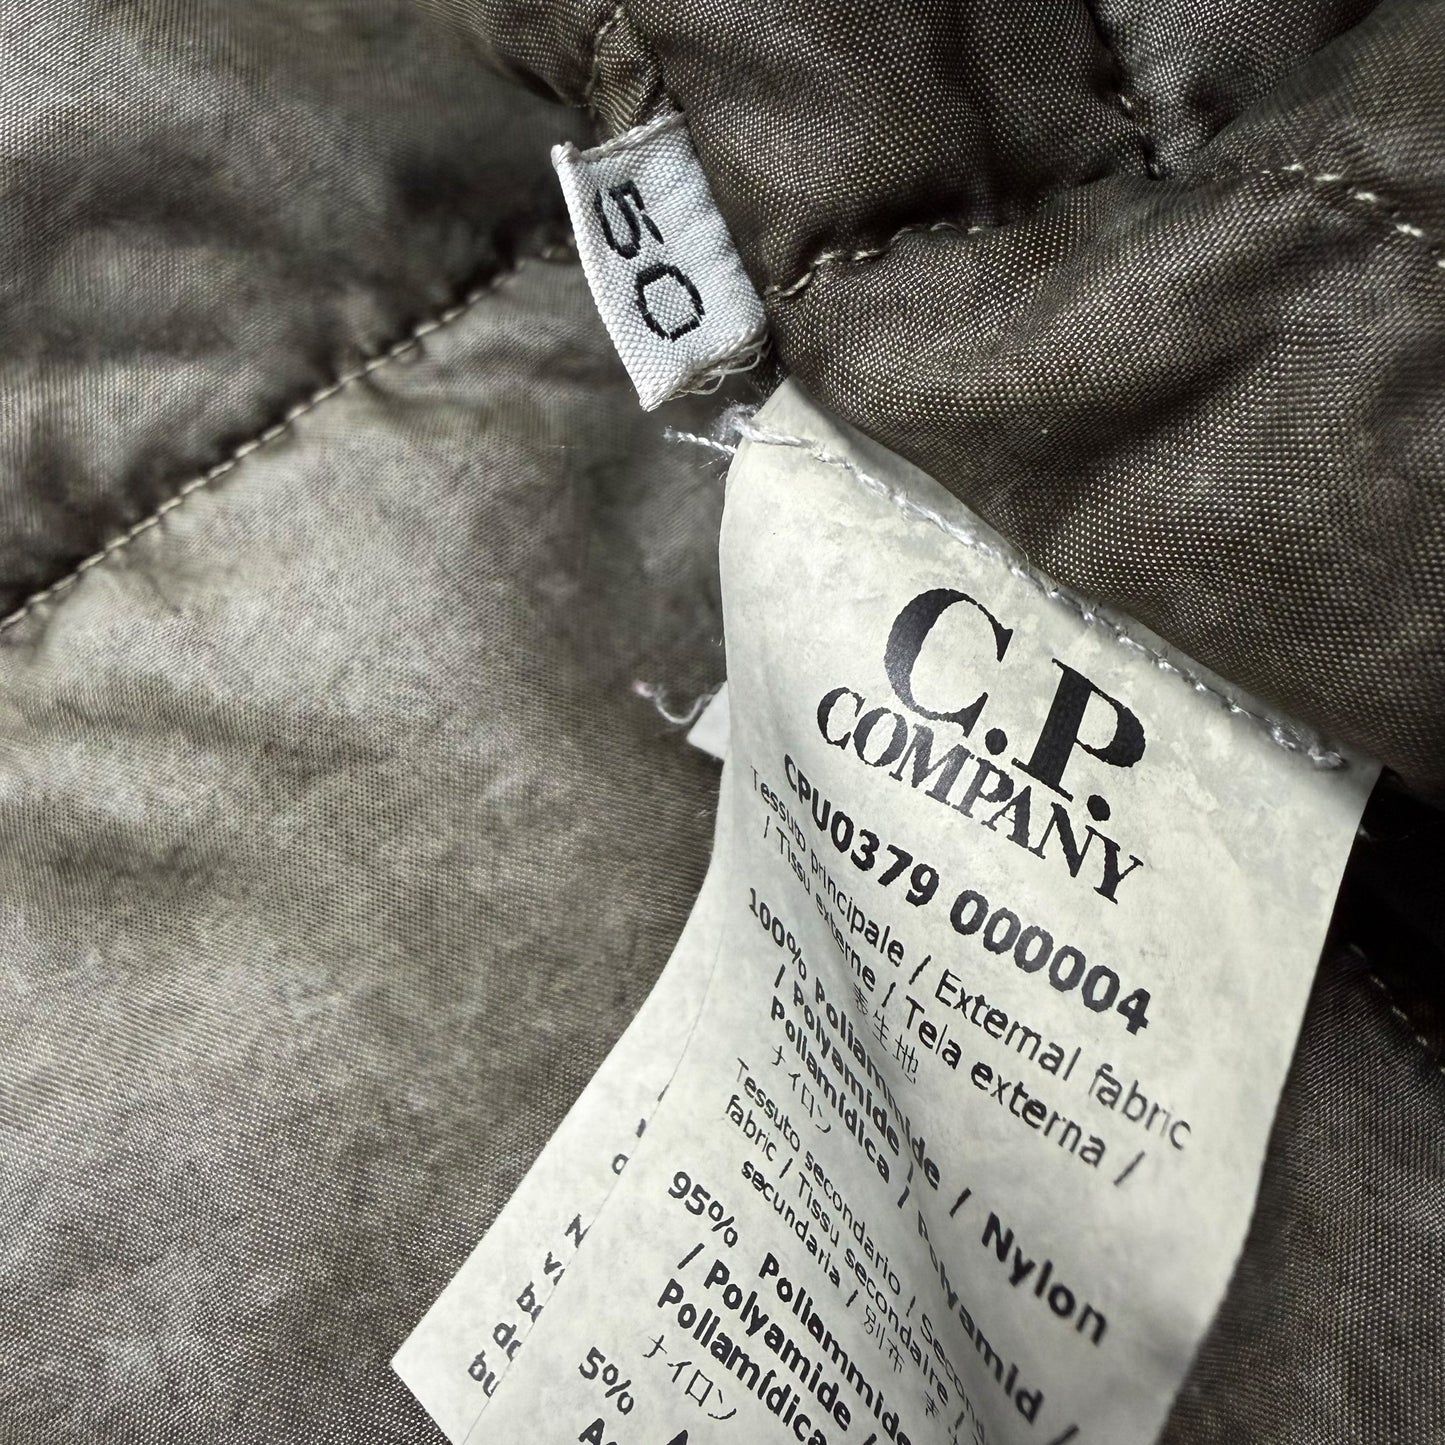 50
C.P.
COMPANY
CPU0379 000004
Tessuto principale / External fabric
/ Tissu externe / Tela externa /
表生地
100% Poliammide / Nylon
/ Polyamide / Polyamid /
Poliamídica
ナイロン
Tessuto secondario
fabric / Tissu secondaire /
secundaria / 別布
95% Poliammide
/ Polyamide /
Poliamídica
ナイロン
5%